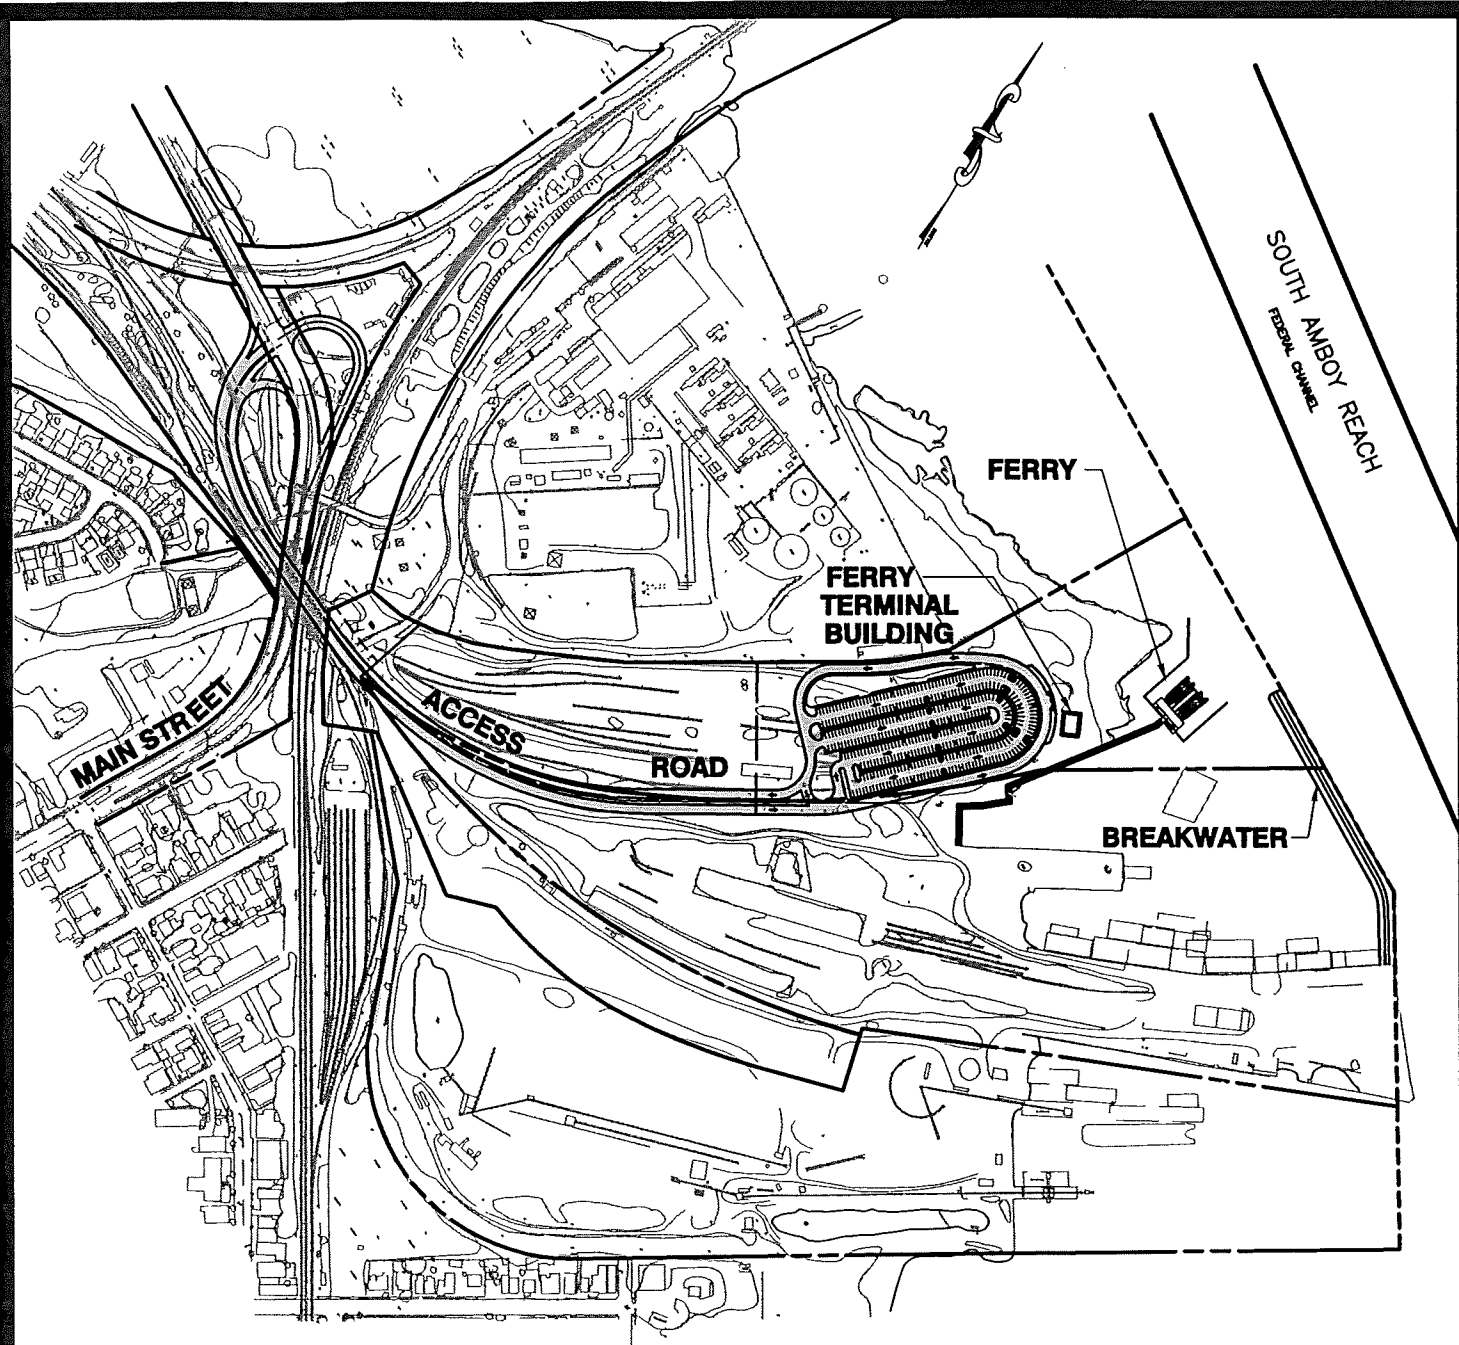 SOUTH AMBOY REACH
FEDERAL CHANNEL
FERRY
FERRY
TERMINAL
BUILDING
MAIN STREET
ACCESS
ROAD
BREAKWATER